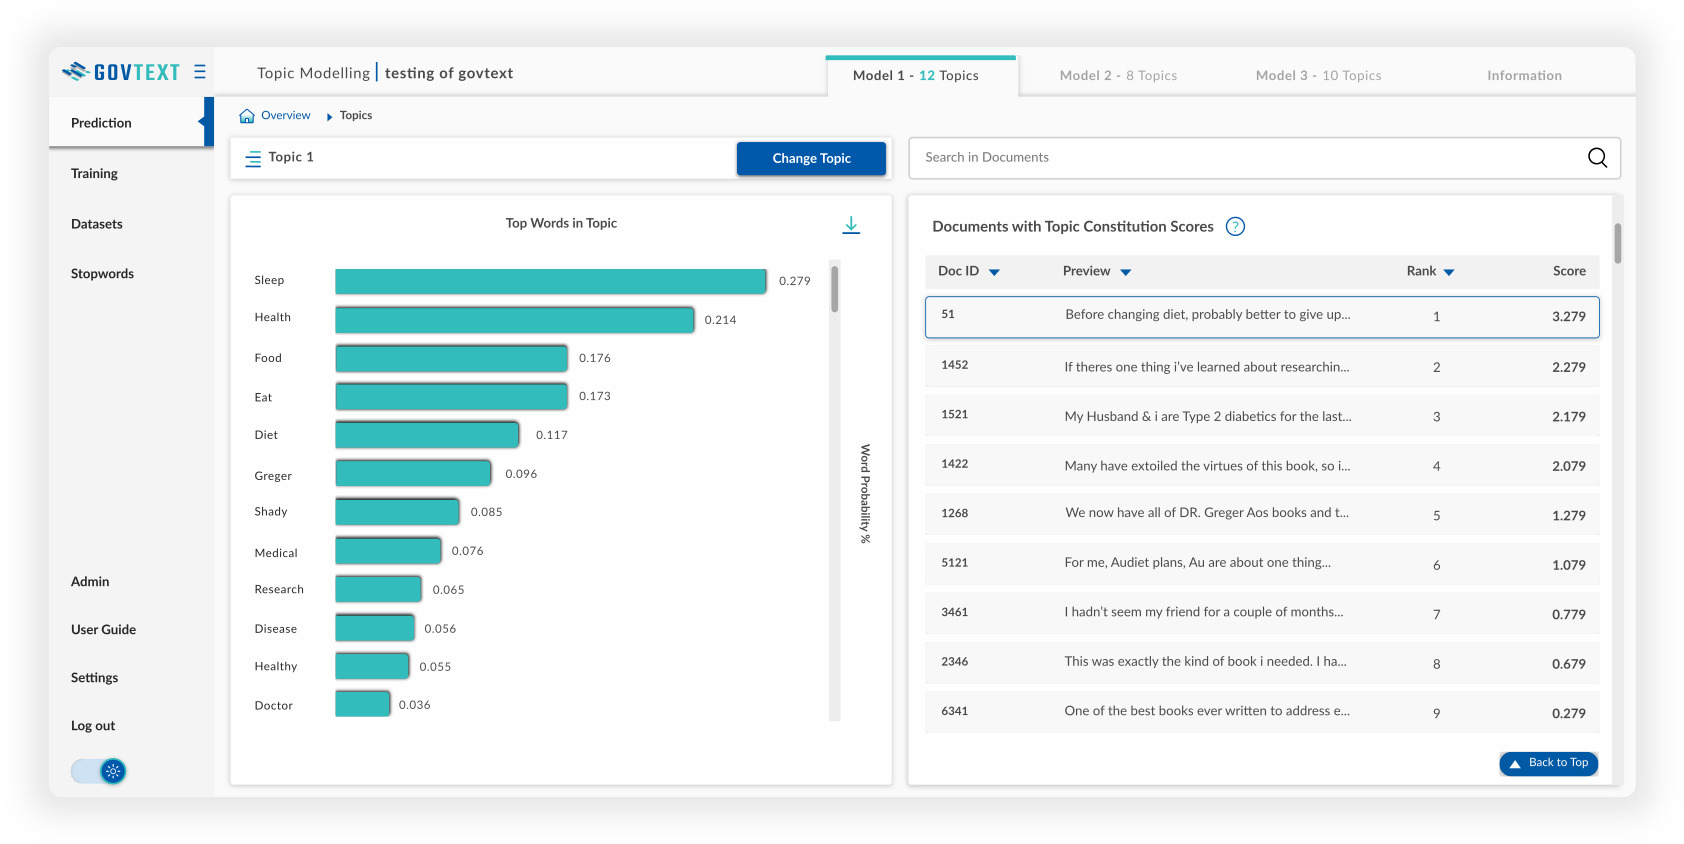 GOVTEXT
Topic Modelling | testing of govtext
Model 1 - 12 Topics
Model 2 - 8 Topics
Model 3 - 10 Topics
Information
Prediction
Training
Datasets
Stopwords
Admin
User Guide
Settings
Log out
Overview
Topics
Topic 1
Change Topic
Search in Documents
Top Words in Topic
Sleep 0.279
Health 0.214
Food 0.176
Eat 0.173
Diet 0.117
Greger 0.096
Shady 0.085
Medical 0.076
Research 0.065
Disease 0.056
Healthy 0.055
Doctor 0.036
Word Probability %
Documents with Topic Constitution Scores ?
Doc ID Preview Rank Score
51 Before changing diet, probably better to give up... 1 3.279
1452 If theres one thing i've learned about researchin... 2 2.279
1521 My Husband & i are Type 2 diabetics for the last... 3 2.179
1422 Many have extoiled the virtues of this book, so i... 4 2.079
1268 We now have all of DR. Greger Aos books and t... 5 1.279
5121 For me, Audiet plans, Au are about one thing... 6 1.079
3461 I hadn't seem my friend for a couple of months... 7 0.779
2346 This was exactly the kind of book i needed. I ha... 8 0.679
6341 One of the best books ever written to address e... 9 0.279
Back to Top